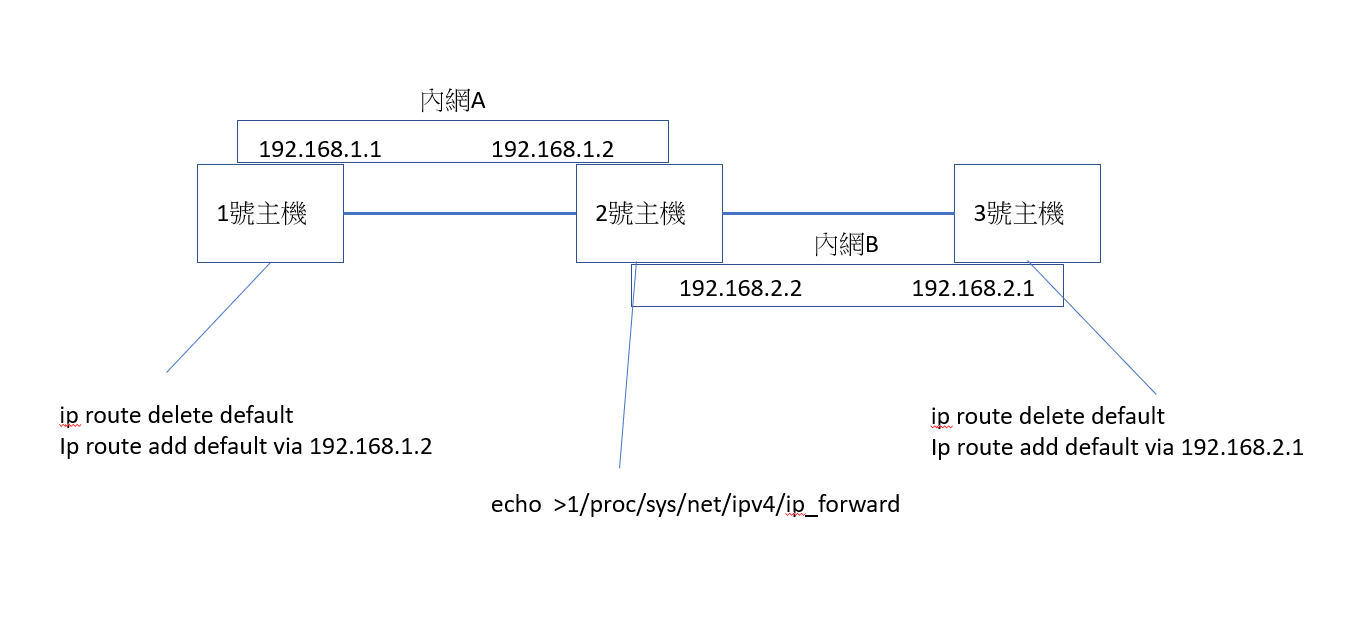 內網A
192.168.1.1 192.168.1.2
1號主機 2號主機 3號主機
內網B
192.168.2.2 192.168.2.1
ip route delete default
Ip route add default via 192.168.1.2
ip route delete default
Ip route add default via 192.168.2.1
echo  >1/proc/sys/net/ipv4/ip_forward